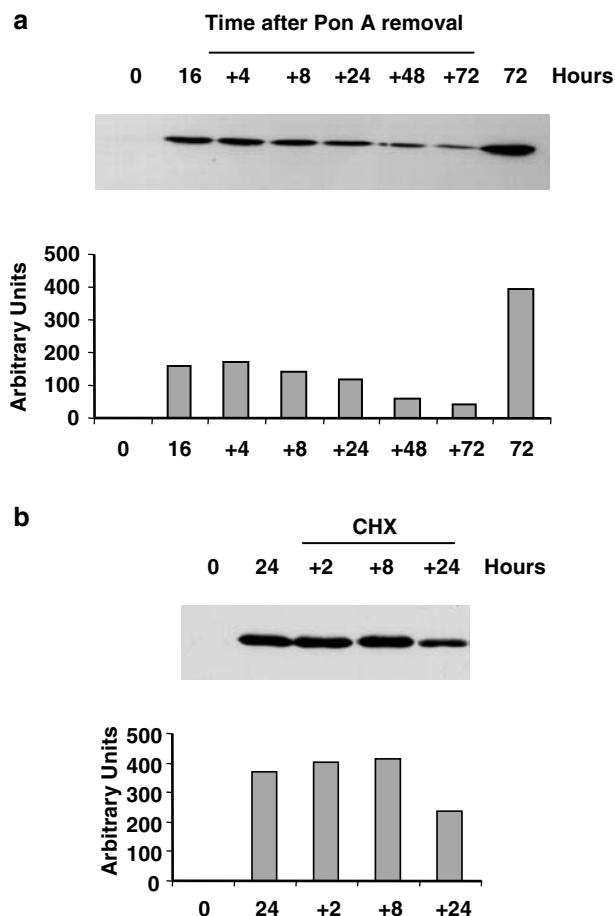 a
Time after Pon A removal
0 16 +4 +8 +24 +48 +72 72 Hours
Arbitrary Units
500
400
300
200
100
0
0 16 +4 +8 +24 +48 +72 72
b
CHX
0 24 +2 +8 +24 Hours
Arbitrary Units
500
400
300
200
100
0
0 24 +2 +8 +24